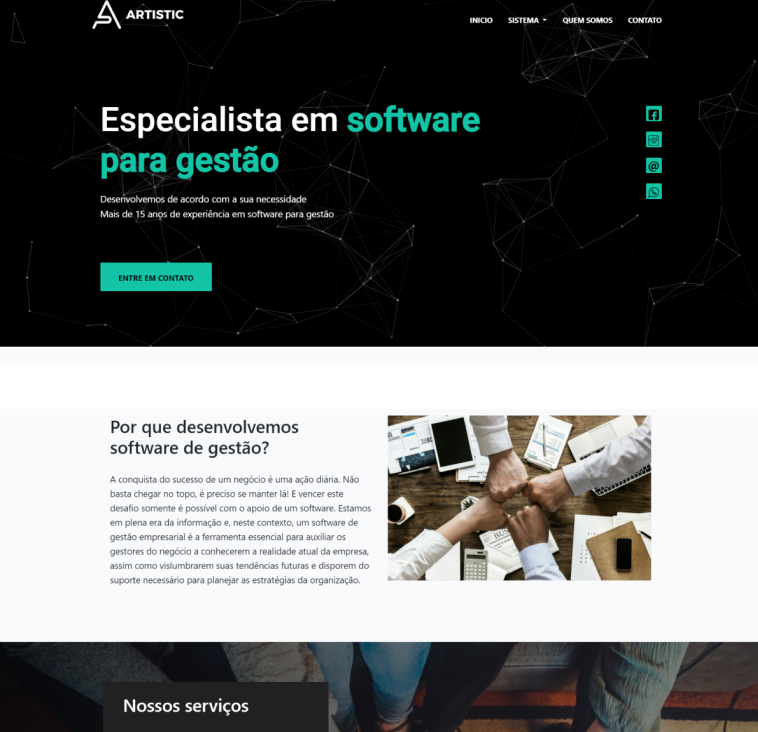 ARTISTIC
INICIO SISTEMA QUEM SOMOS CONTATO
Especialista em software
para gestão
Desenvolvemos de acordo com a sua necessidade
Mais de 15 anos de experiência em software para gestão
ENTRE EM CONTATO
Por que desenvolvemos
software de gestão?
A conquista do sucesso de um negócio é uma ação diária. Não
basta chegar no topo, é preciso se manter lá! E vencer este
desafio somente é possível com o apoio de um software. Estamos
em plena era da informação e, neste contexto, um software de
gestão empresarial é a ferramenta essencial para auxiliar os
gestores do negócio a conhecerem a realidade atual da empresa,
assim como vislumbrarem suas tendências futuras e disporem do
suporte necessário para planejar as estratégias da organização.
Nossos serviços